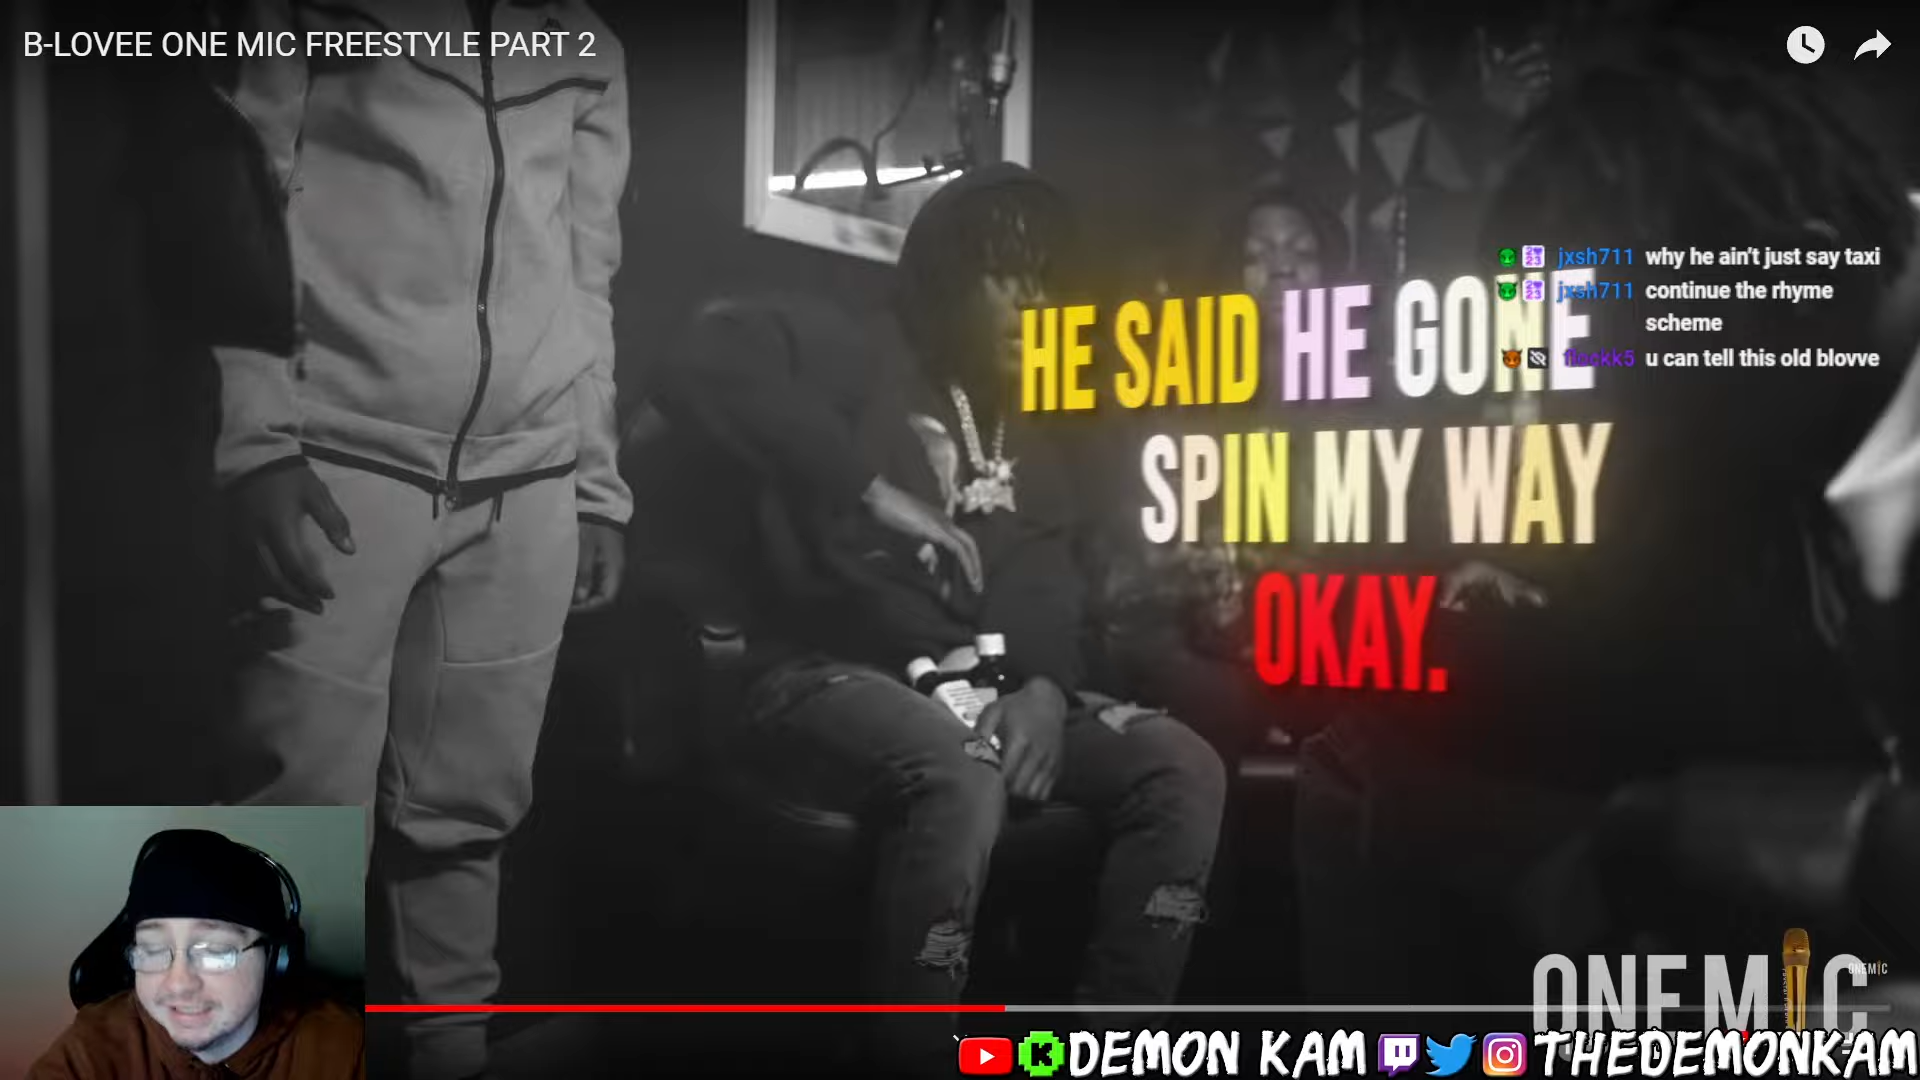 B-LOVEE ONE MIC FREESTYLE PART 2
jxsh711 why he ain't just say taxi
jxsh711 continue the rhyme
scheme
flockk5 u can tell this old blovve
HE SAID HE GONE
SPIN MY WAY
OKAY.
ONE MIC
ONEMIC
DEMON KAM THEDEMONKAM